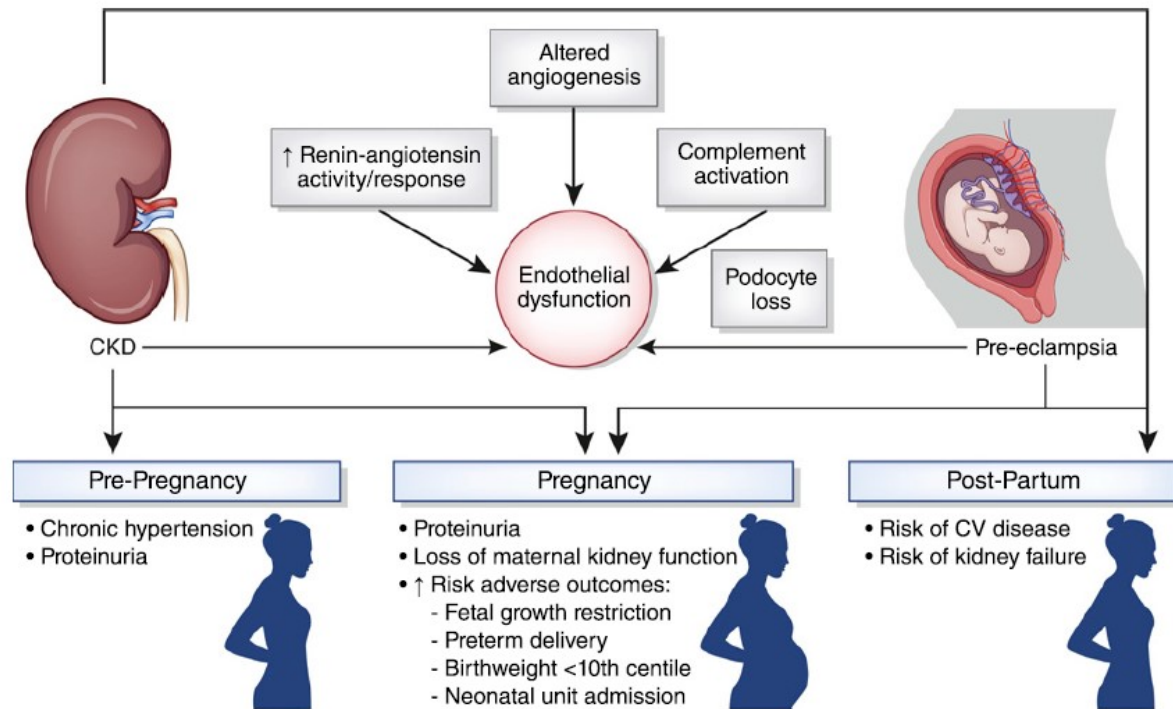 Altered
angiogenesis
↑ Renin-angiotensin
activity/response
Complement
activation
Endothelial
dysfunction
Podocyte
loss
CKD
Pre-eclampsia
Pre-Pregnancy
• Chronic hypertension
• Proteinuria
Pregnancy
• Proteinuria
• Loss of maternal kidney function
• ↑ Risk adverse outcomes:
- Fetal growth restriction
- Preterm delivery
- Birthweight <10th centile
- Neonatal unit admission
Post-Partum
• Risk of CV disease
• Risk of kidney failure